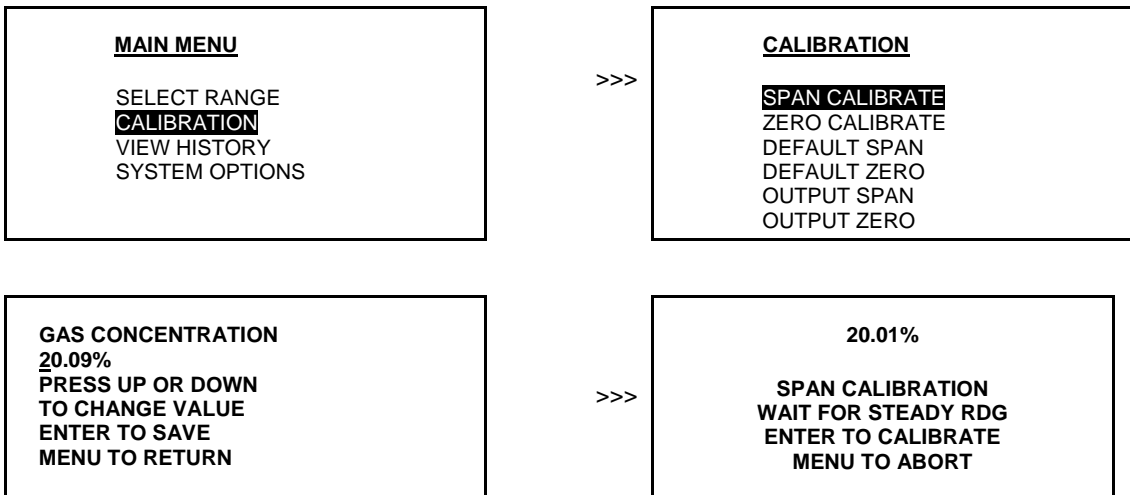 MAIN MENU
SELECT RANGE
CALIBRATION
VIEW HISTORY
SYSTEM OPTIONS
>>>
CALIBRATION
SPAN CALIBRATE
ZERO CALIBRATE
DEFAULT SPAN
DEFAULT ZERO
OUTPUT SPAN
OUTPUT ZERO
GAS CONCENTRATION
20.09%
PRESS UP OR DOWN
TO CHANGE VALUE
ENTER TO SAVE
MENU TO RETURN
>>>
20.01%
SPAN CALIBRATION
WAIT FOR STEADY RDG
ENTER TO CALIBRATE
MENU TO ABORT